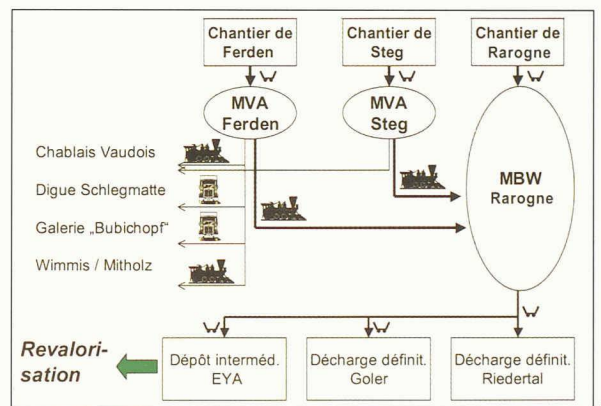 Chantier de
Ferden
Chantier de
Steg
Chantier de
Rarogne
MVA
Ferden
MVA
Steg
MBW
Rarogne
Chablais Vaudois
Digue Schlegmatte
Galerie „Bubichopf“
Wimmis / Mitholz
Revalori-
sation
Dépôt interméd.
EYA
Décharge définit.
Goler
Décharge définit.
Riedertal